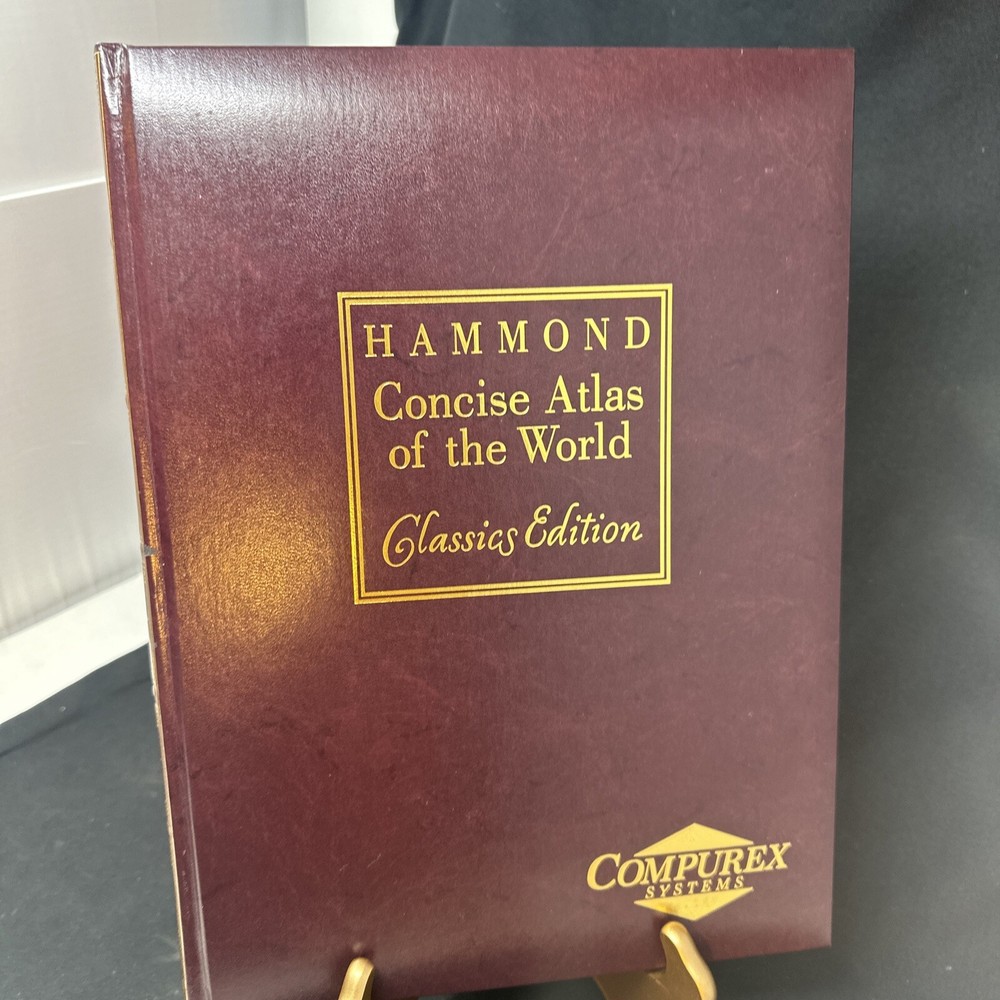 HAMMOND
Concise Atlas
of the World
Classics Edition
COMPUREX
SYSTEMS